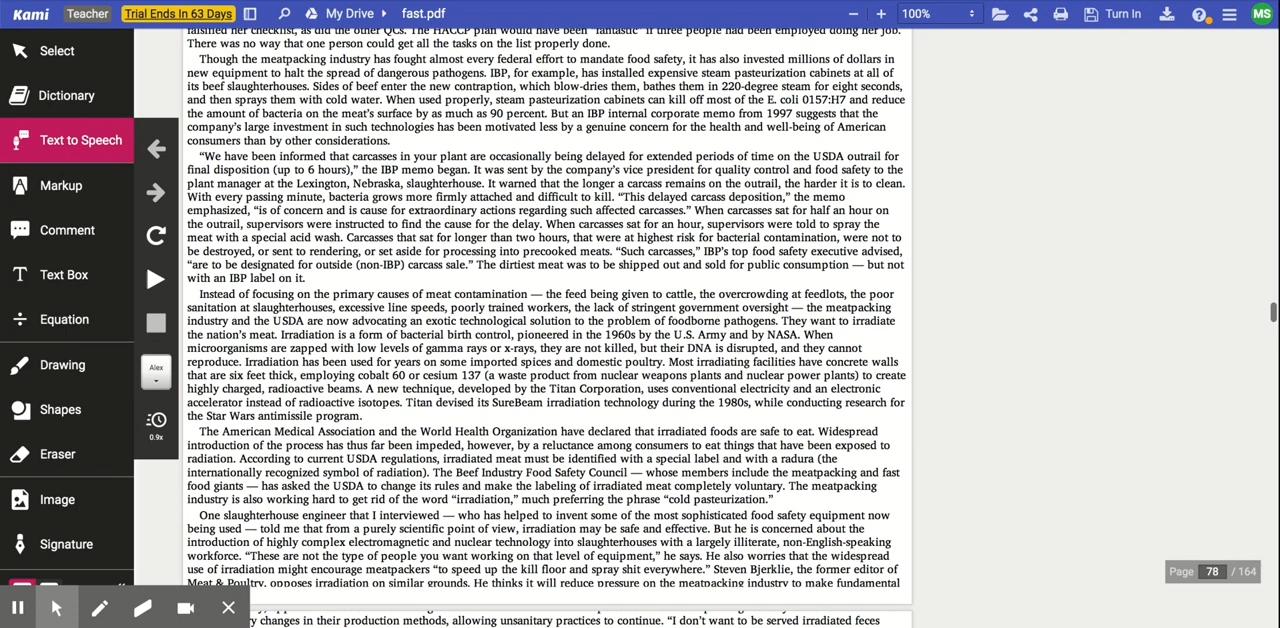 Kami Teacher Trial Ends In 63 Days My Drive fast.pdf 100% Turn In MS
Select
Dictionary
Text to Speech
Markup
Comment
Text Box
Equation
Drawing
Shapes
Eraser
Image
Signature
Alex
0.9x
falsified her checklist, as did the other QCs. The HACCP plan would have been “fantastic” if three people had been employed doing her job.
There was no way that one person could get all the tasks on the list properly done.
Though the meatpacking industry has fought almost every federal effort to mandate food safety, it has also invested millions of dollars in
new equipment to halt the spread of dangerous pathogens. IBP, for example, has installed expensive steam pasteurization cabinets at all of
its beef slaughterhouses. Sides of beef enter the new contraption, which blow-dries them, bathes them in 220-degree steam for eight seconds,
and then sprays them with cold water. When used properly, steam pasteurization cabinets can kill off most of the E. coli 0157:H7 and reduce
the amount of bacteria on the meat’s surface by as much as 90 percent. But an IBP internal corporate memo from 1997 suggests that the
company’s large investment in such technologies has been motivated less by a genuine concern for the health and well-being of American
consumers than by other considerations.
“We have been informed that carcasses in your plant are occasionally being delayed for extended periods of time on the USDA outrail for
final disposition (up to 6 hours),” the IBP memo began. It was sent by the company’s vice president for quality control and food safety to the
plant manager at the Lexington, Nebraska, slaughterhouse. It warned that the longer a carcass remains on the outrail, the harder it is to clean.
With every passing minute, bacteria grows more firmly attached and difficult to kill. “This delayed carcass deposition,” the memo
emphasized, “is of concern and is cause for extraordinary actions regarding such affected carcasses.” When carcasses sat for half an hour on
the outrail, supervisors were instructed to find the cause for the delay. When carcasses sat for an hour, supervisors were told to spray the
meat with a special acid wash. Carcasses that sat for longer than two hours, that were at highest risk for bacterial contamination, were not to
be destroyed, or sent to rendering, or set aside for processing into precooked meats. “Such carcasses,” IBP’s top food safety executive advised,
“are to be designated for outside (non-IBP) carcass sale.” The dirtiest meat was to be shipped out and sold for public consumption — but not
with an IBP label on it.
Instead of focusing on the primary causes of meat contamination — the feed being given to cattle, the overcrowding at feedlots, the poor
sanitation at slaughterhouses, excessive line speeds, poorly trained workers, the lack of stringent government oversight — the meatpacking
industry and the USDA are now advocating an exotic technological solution to the problem of foodborne pathogens. They want to irradiate
the nation’s meat. Irradiation is a form of bacterial birth control, pioneered in the 1960s by the U.S. Army and by NASA. When
microorganisms are zapped with low levels of gamma rays or x-rays, they are not killed, but their DNA is disrupted, and they cannot
reproduce. Irradiation has been used for years on some imported spices and domestic poultry. Most irradiating facilities have concrete walls
that are six feet thick, employing cobalt 60 or cesium 137 (a waste product from nuclear weapons plants and nuclear power plants) to create
highly charged, radioactive beams. A new technique, developed by the Titan Corporation, uses conventional electricity and an electronic
accelerator instead of radioactive isotopes. Titan devised its SureBeam irradiation technology during the 1980s, while conducting research for
the Star Wars antimissile program.
The American Medical Association and the World Health Organization have declared that irradiated foods are safe to eat. Widespread
introduction of the process has thus far been impeded, however, by a reluctance among consumers to eat things that have been exposed to
radiation. According to current USDA regulations, irradiated meat must be identified with a special label and with a radura (the
internationally recognized symbol of radiation). The Beef Industry Food Safety Council — whose members include the meatpacking and fast
food giants — has asked the USDA to change its rules and make the labeling of irradiated meat completely voluntary. The meatpacking
industry is also working hard to get rid of the word “irradiation,” much preferring the phrase “cold pasteurization.”
One slaughterhouse engineer that I interviewed — who has helped to invent some of the most sophisticated food safety equipment now
being used — told me that from a purely scientific point of view, irradiation may be safe and effective. But he is concerned about the
introduction of highly complex electromagnetic and nuclear technology into slaughterhouses with a largely illiterate, non-English-speaking
workforce. “These are not the type of people you want working on that level of equipment,” he says. He also worries that the widespread
use of irradiation might encourage meatpackers “to speed up the kill floor and spray shit everywhere.” Steven Bjerklie, the former editor of
Meat & Poultry, opposes irradiation on similar grounds. He thinks it will reduce pressure on the meatpacking industry to make fundamental
changes in their production methods, allowing unsanitary practices to continue. “I don’t want to be served irradiated feces
Page 78 / 164